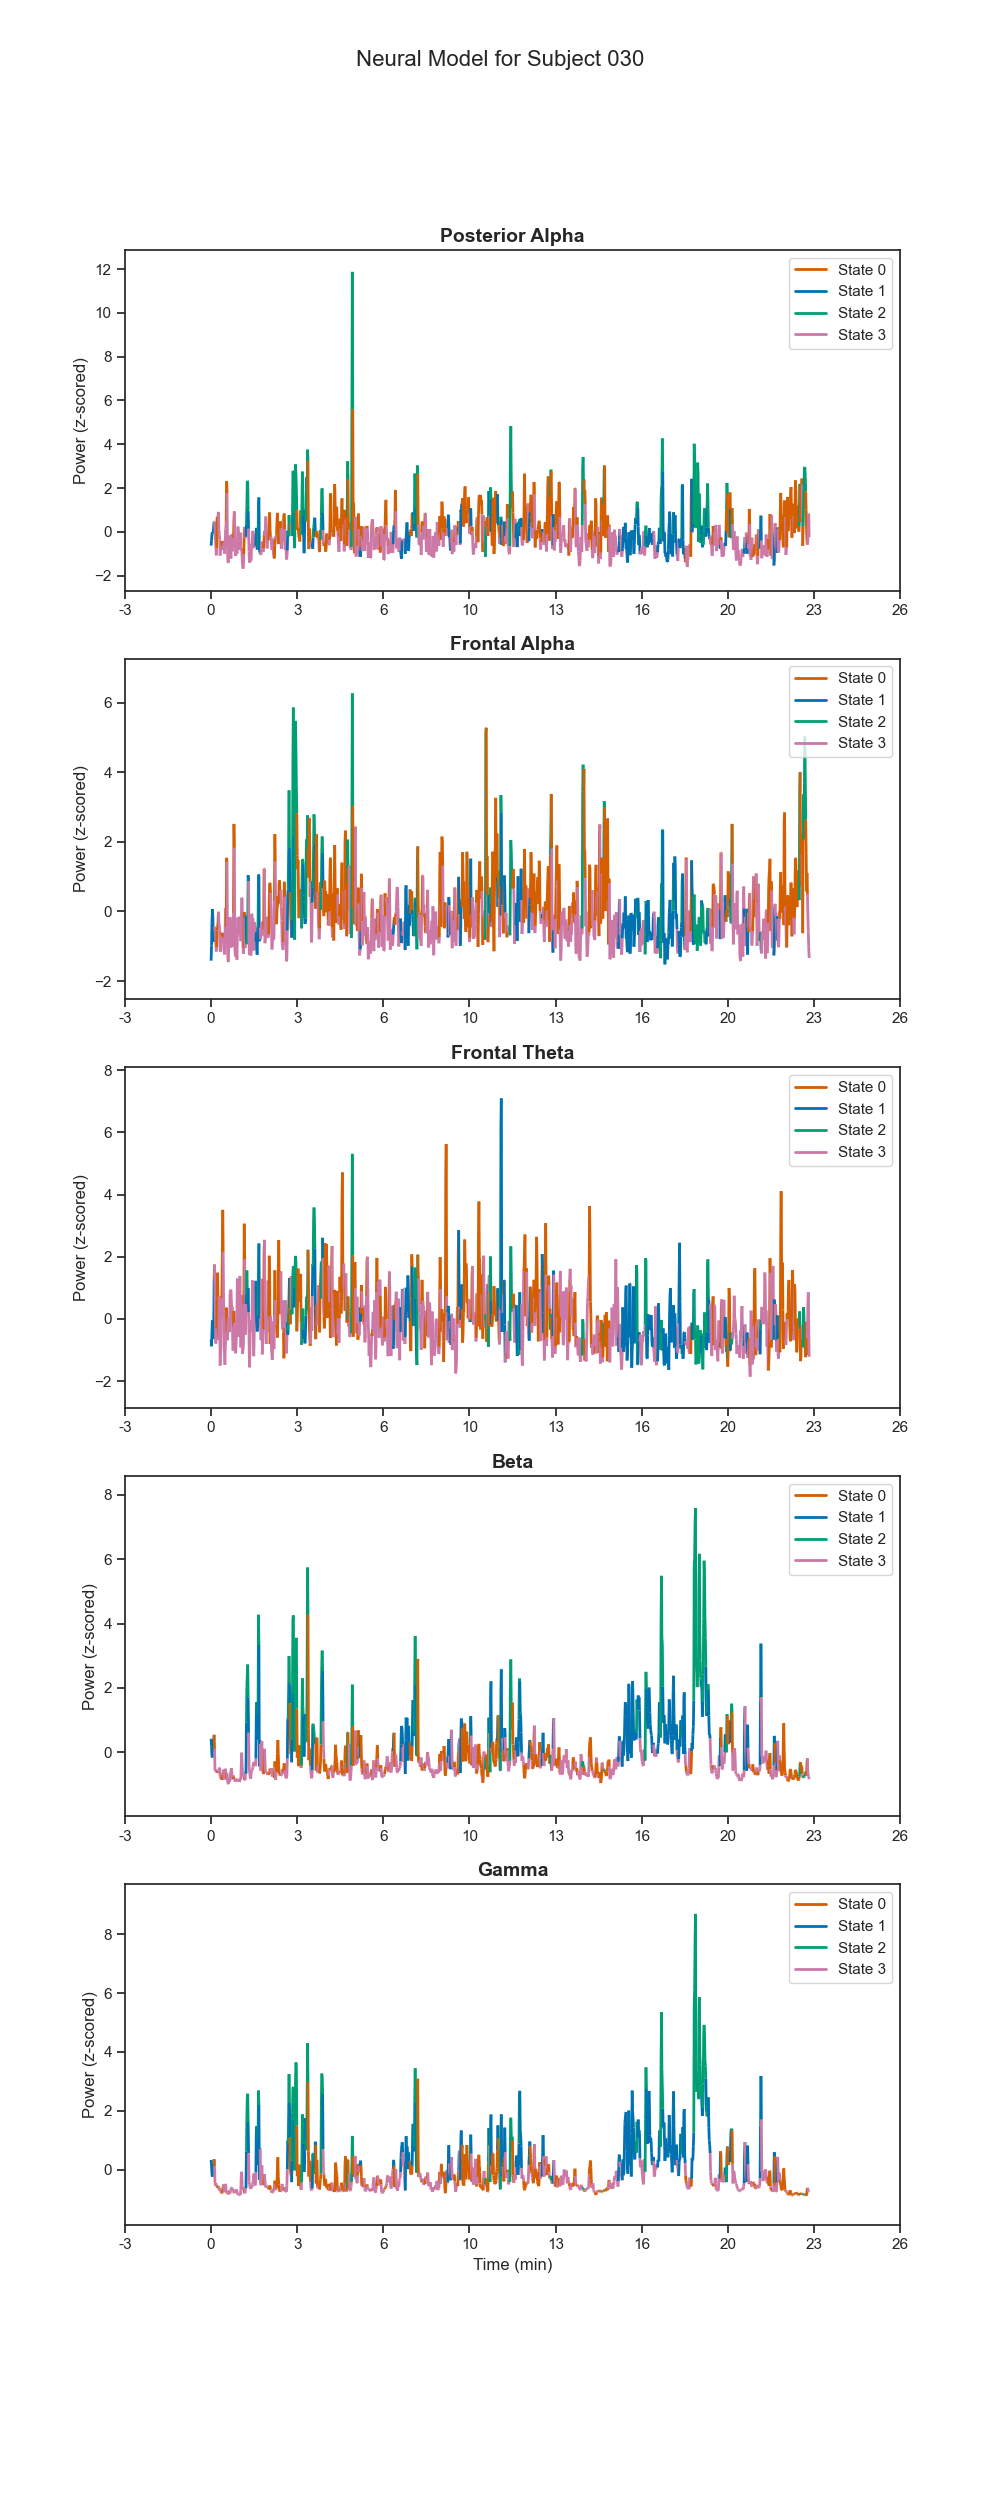 Neural Model for Subject 030
Posterior Alpha
Power (z-scored)
12
10
8
6
4
2
0
−2
State 0
State 1
State 2
State 3
-3 0 3 6 10 13 16 20 23 26
Frontal Alpha
Power (z-scored)
6
4
2
0
−2
State 0
State 1
State 2
State 3
-3 0 3 6 10 13 16 20 23 26
Frontal Theta
Power (z-scored)
8
6
4
2
0
−2
State 0
State 1
State 2
State 3
-3 0 3 6 10 13 16 20 23 26
Beta
Power (z-scored)
8
6
4
2
0
State 0
State 1
State 2
State 3
-3 0 3 6 10 13 16 20 23 26
Gamma
Power (z-scored)
8
6
4
2
0
State 0
State 1
State 2
State 3
-3 0 3 6 10 13 16 20 23 26
Time (min)